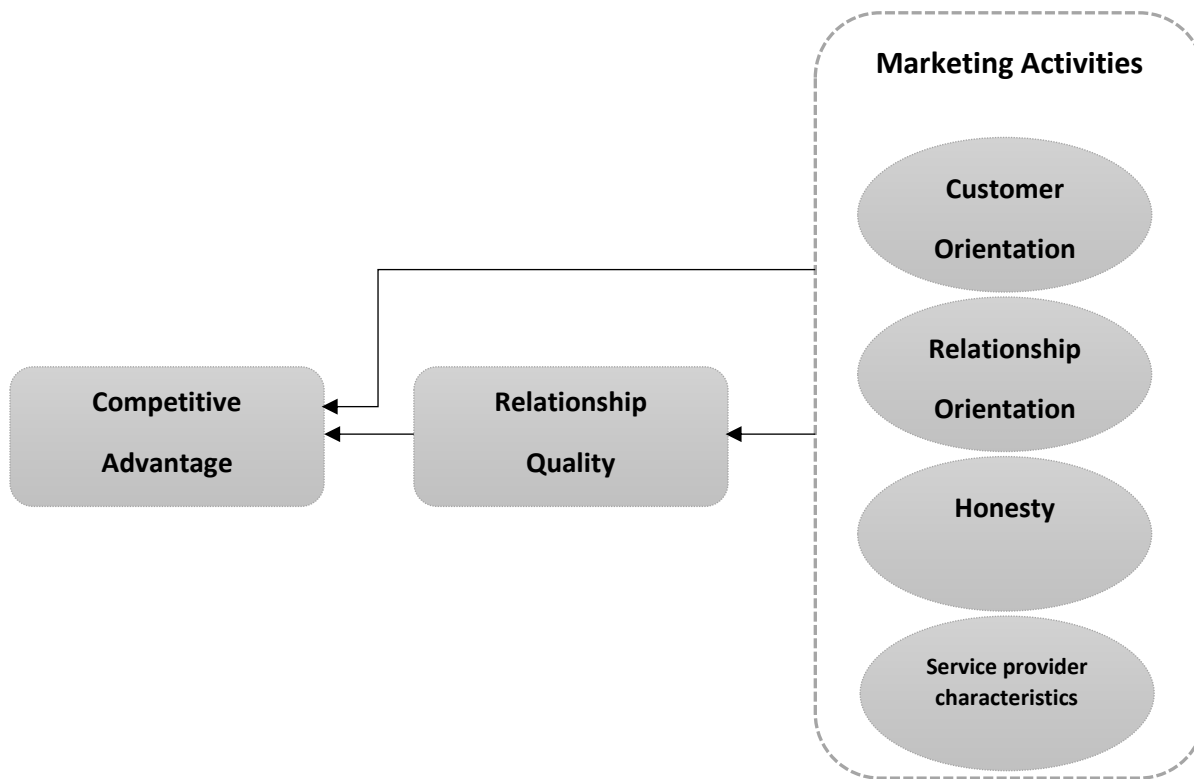 Marketing Activities
Customer
Orientation
Relationship
Orientation
Competitive
Advantage
Relationship
Quality
Honesty
Service provider
characteristics